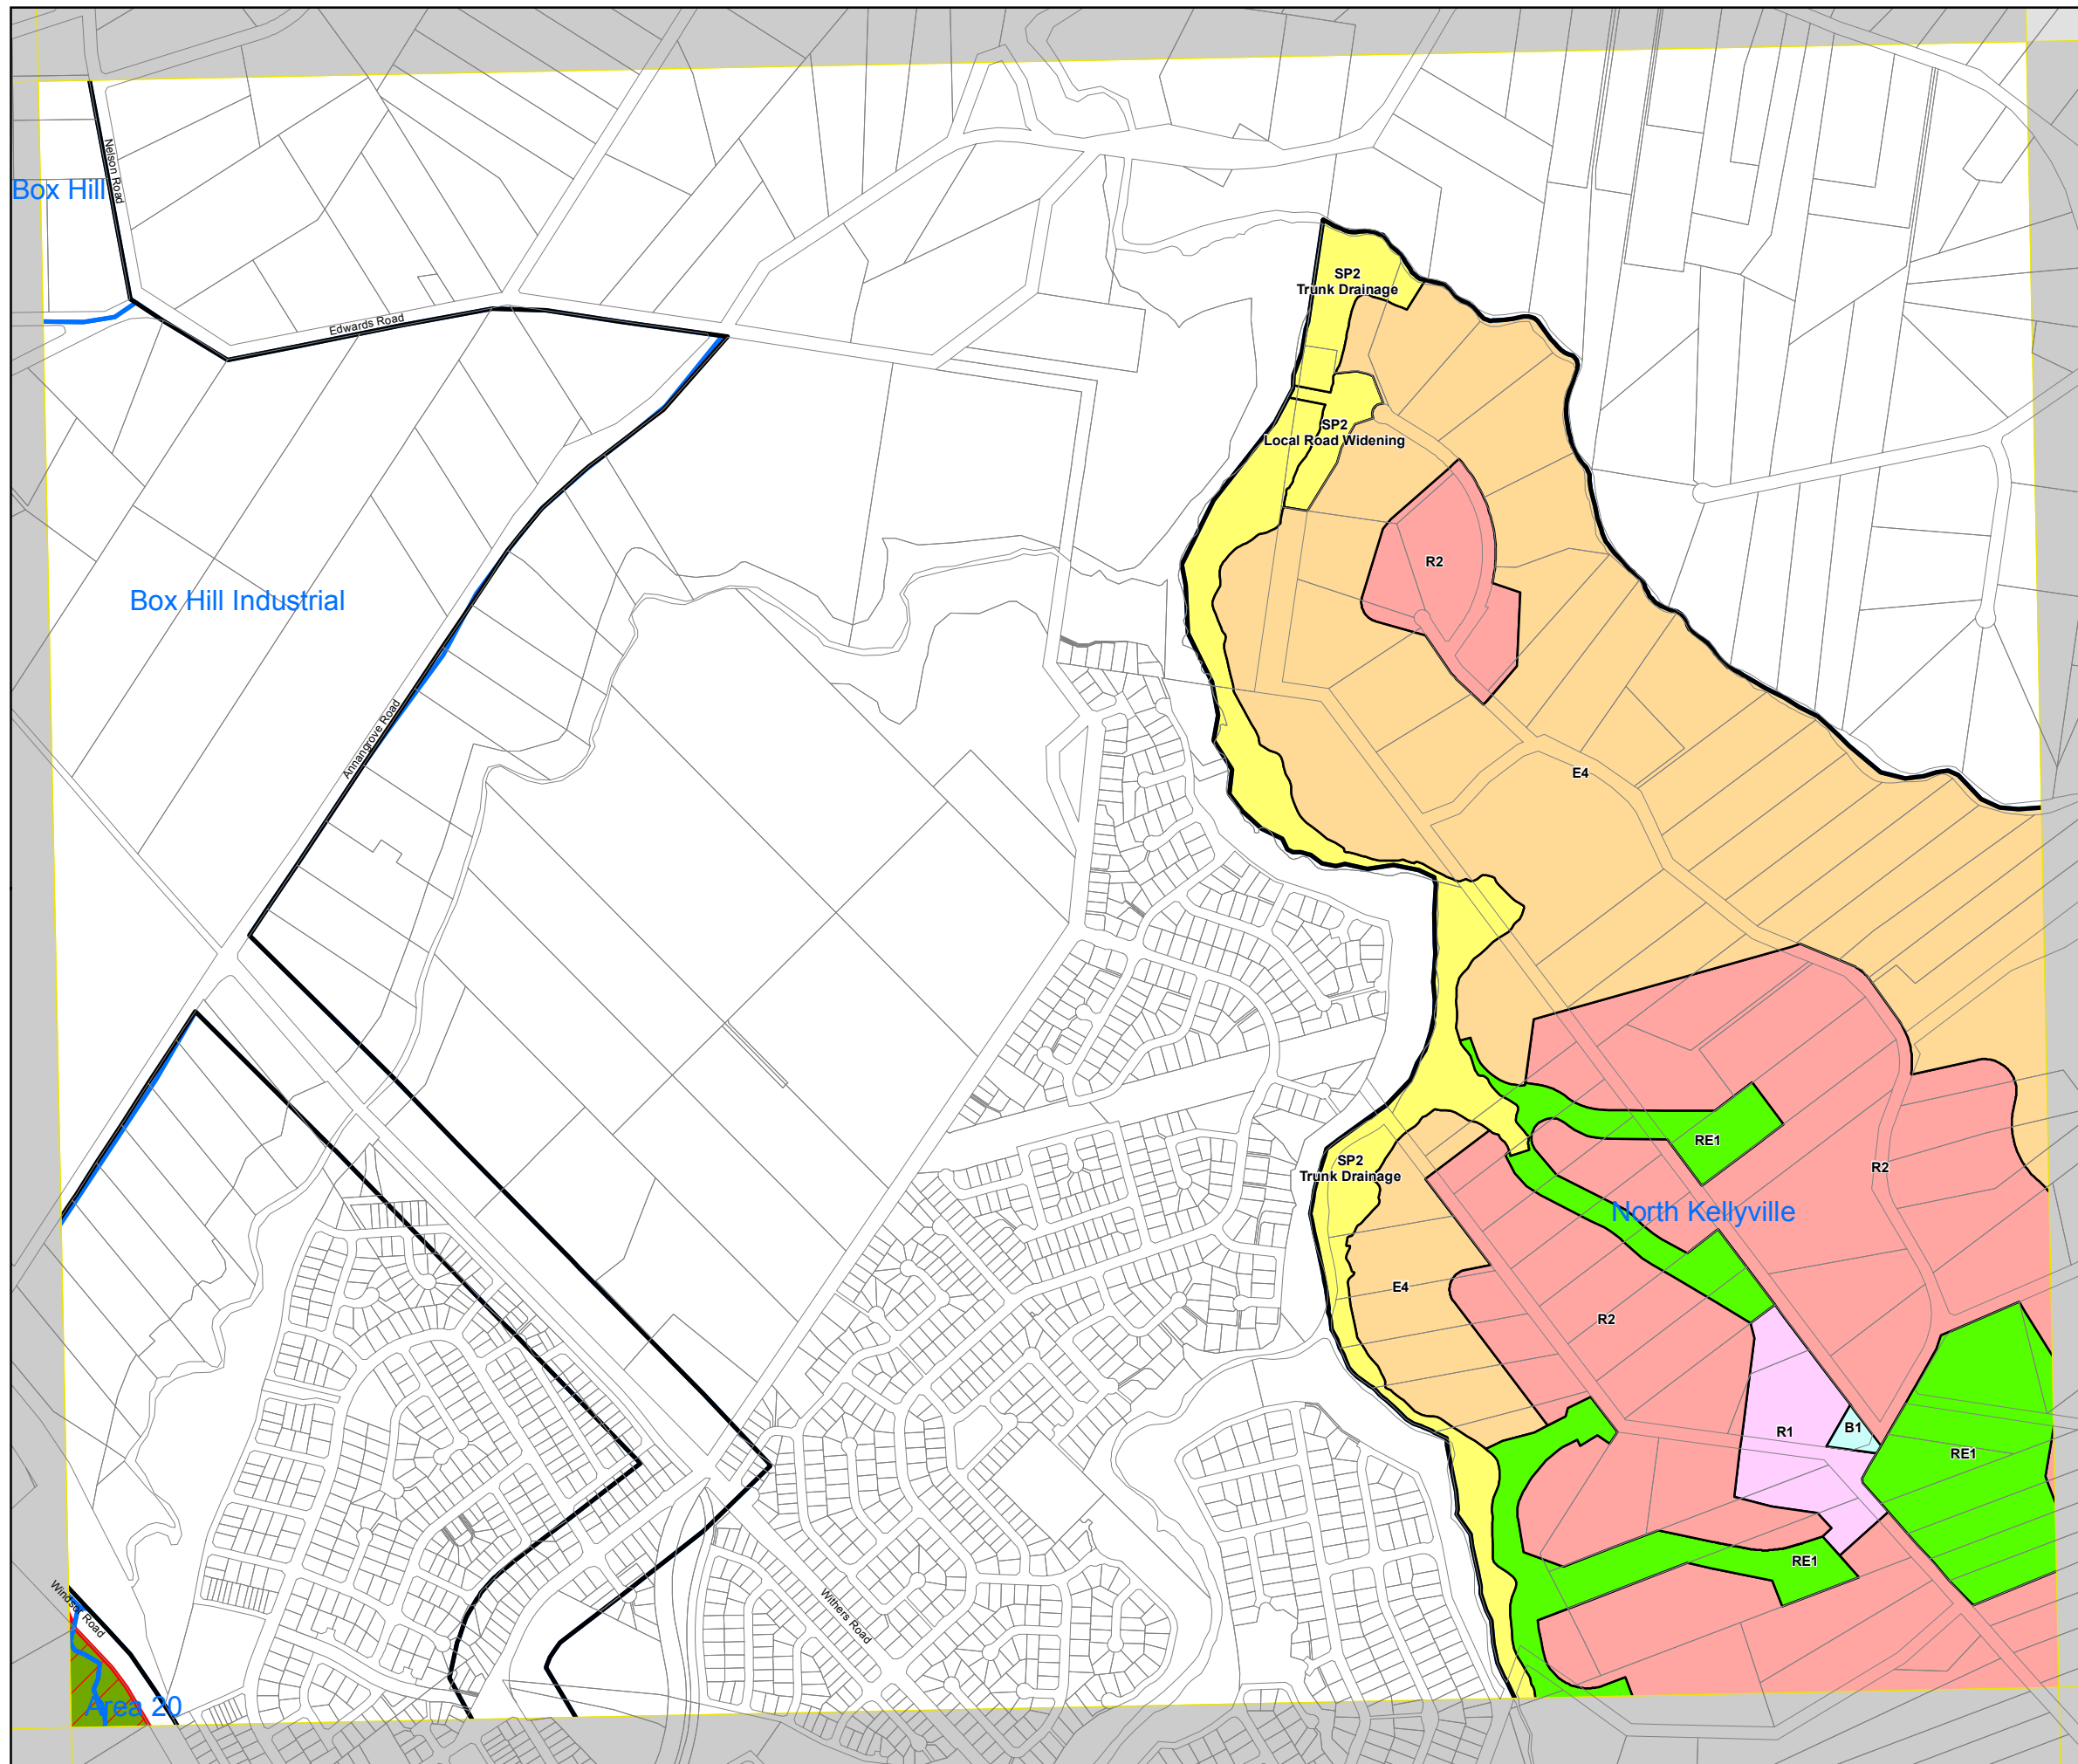 Nelson Road
Box Hill
SP2
Trunk Drainage
Edwards Road
SP2
Local Road Widening
R2
Box Hill Industrial
Annangrove Road
E4
RE1
SP2
Trunk Drainage
R2
North Kellyville
E4
R2
R1
B1
RE1
RE1
Windsor Road
Withers Road
Area 20